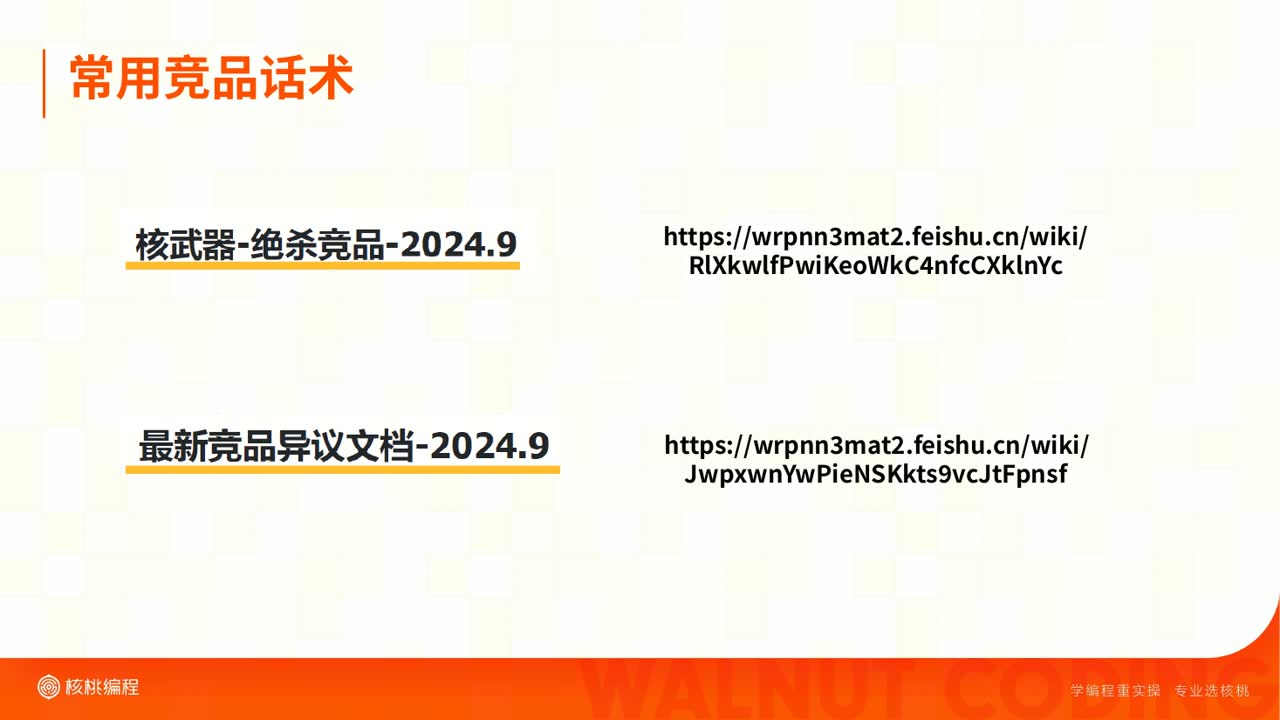 常用竞品话术
核武器-绝杀竞品-2024.9
https://wrpnn3mat2.feishu.cn/wiki/
RlXkwlfPwiKeoWkC4nfcCXklnYc
最新竞品异议文档-2024.9
https://wrpnn3mat2.feishu.cn/wiki/
JwpxwnYwPieNSKkts9vcJtFpnsf
核桃编程
WALNUT CODING
学编程重实操 专业选核桃